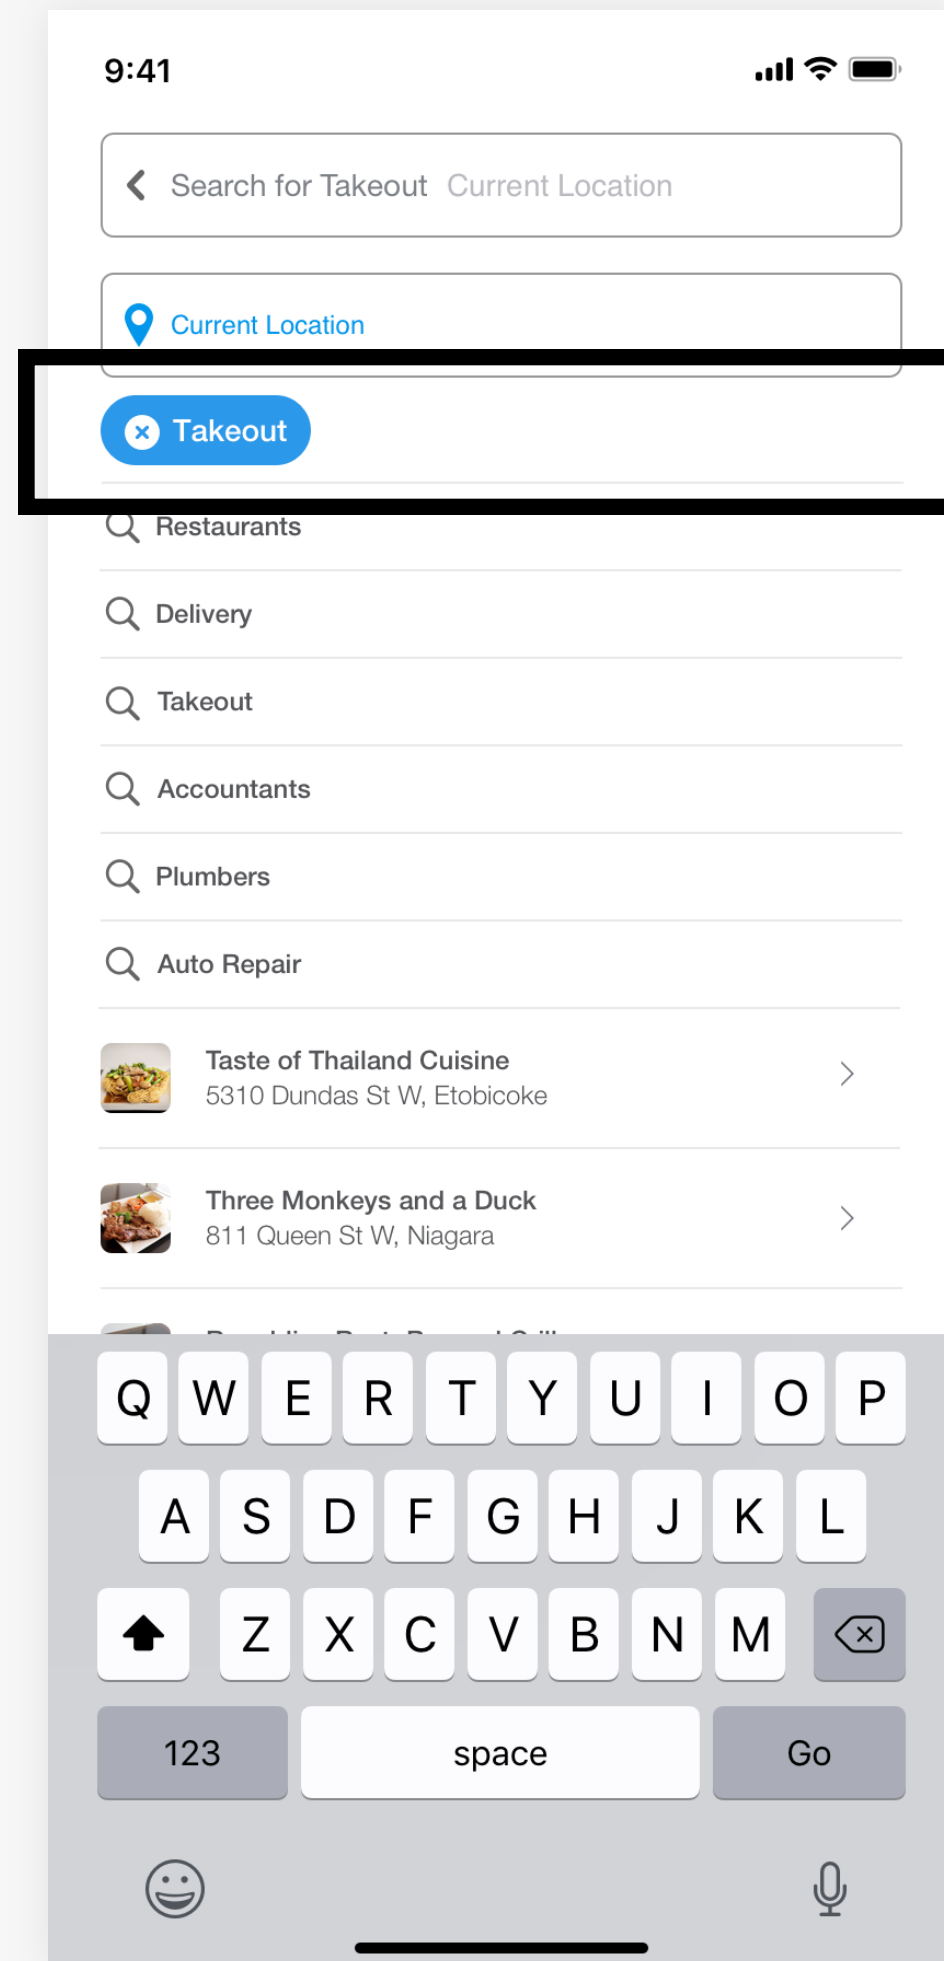 9:41
Search for Takeout Current Location
Current Location
Takeout
Restaurants
Delivery
Takeout
Accountants
Plumbers
Auto Repair
Taste of Thailand Cuisine
5310 Dundas St W, Etobicoke
Three Monkeys and a Duck
811 Queen St W, Niagara
Q W E R T Y U I O P
A S D F G H J K L
Z X C V B N M
123 space Go